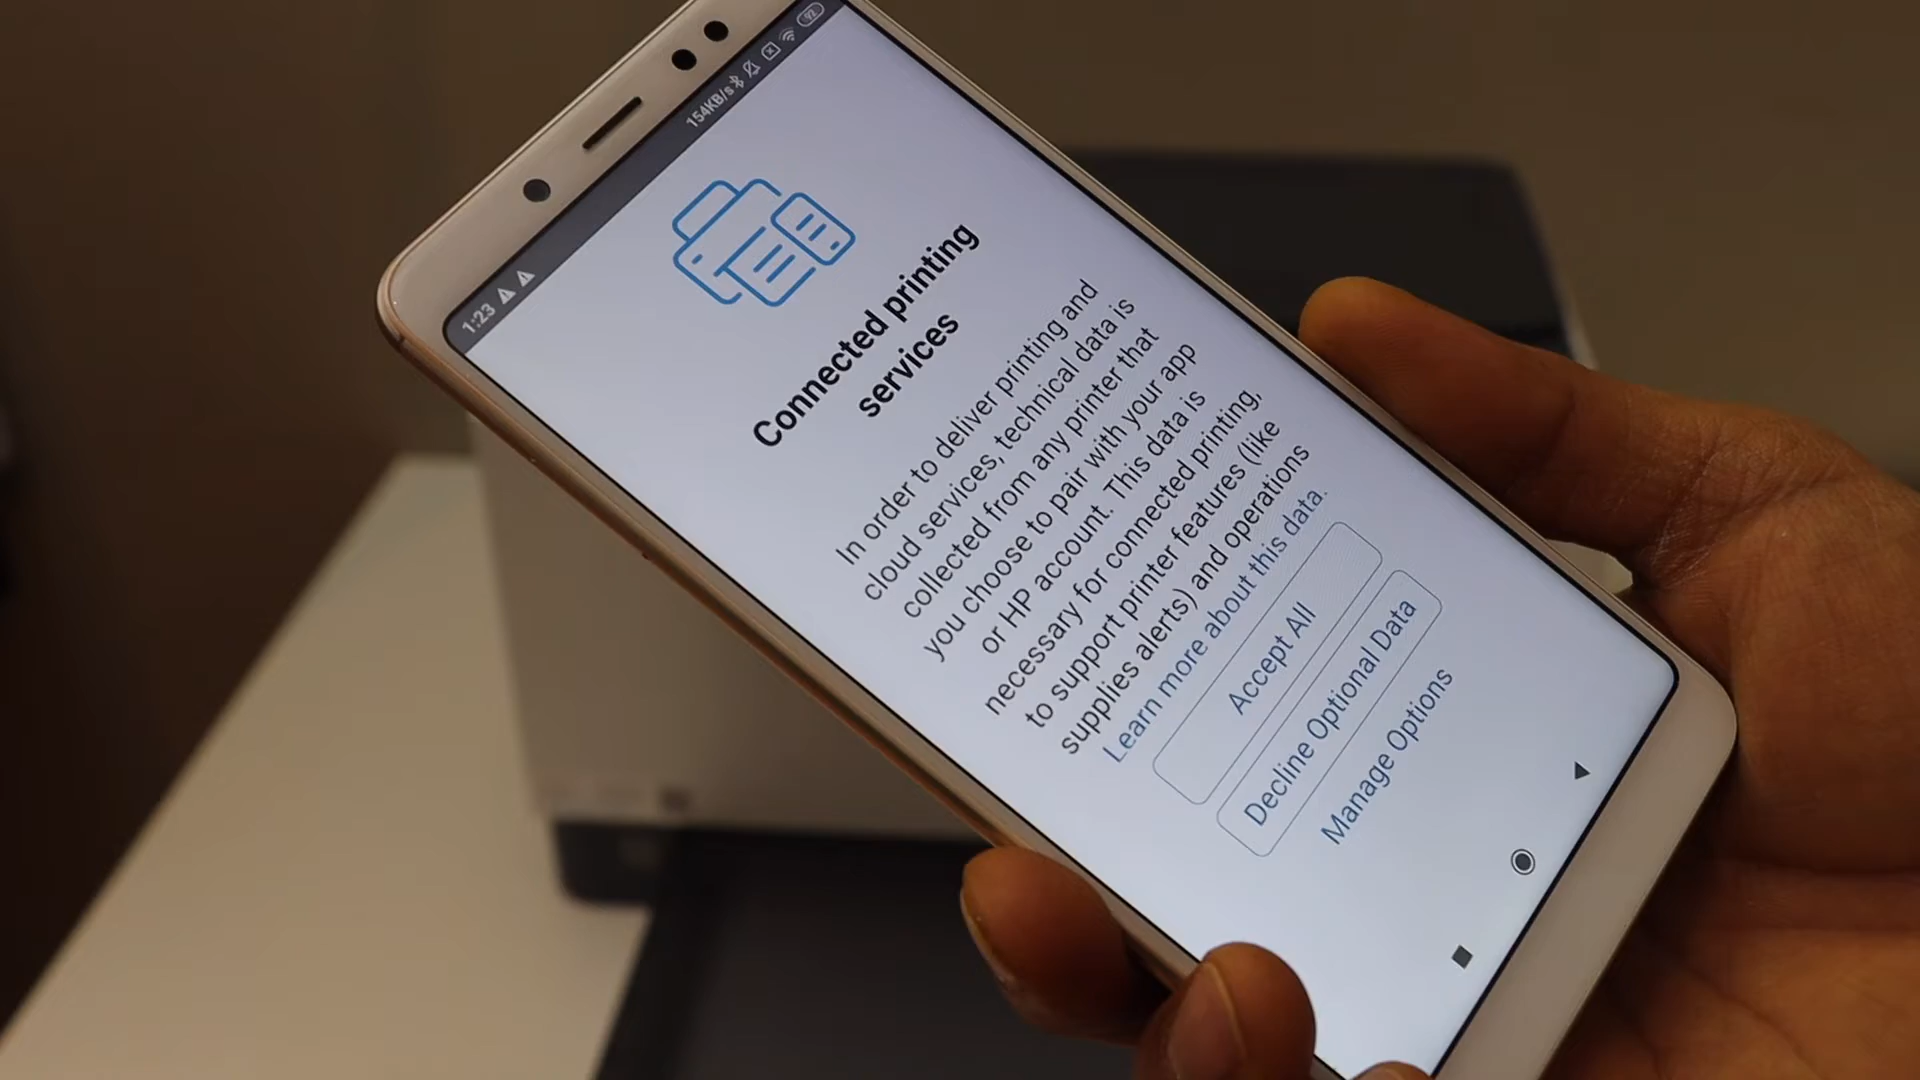 1:23
154KB/s
92
Connected printing
services
In order to deliver printing and
cloud services, technical data is
collected from any printer that
you choose to pair with your app
or HP account. This data is
necessary for connected printing,
to support printer features (like
supplies alerts) and operations
Learn more about this data.
Accept All
Decline Optional Data
Manage Options